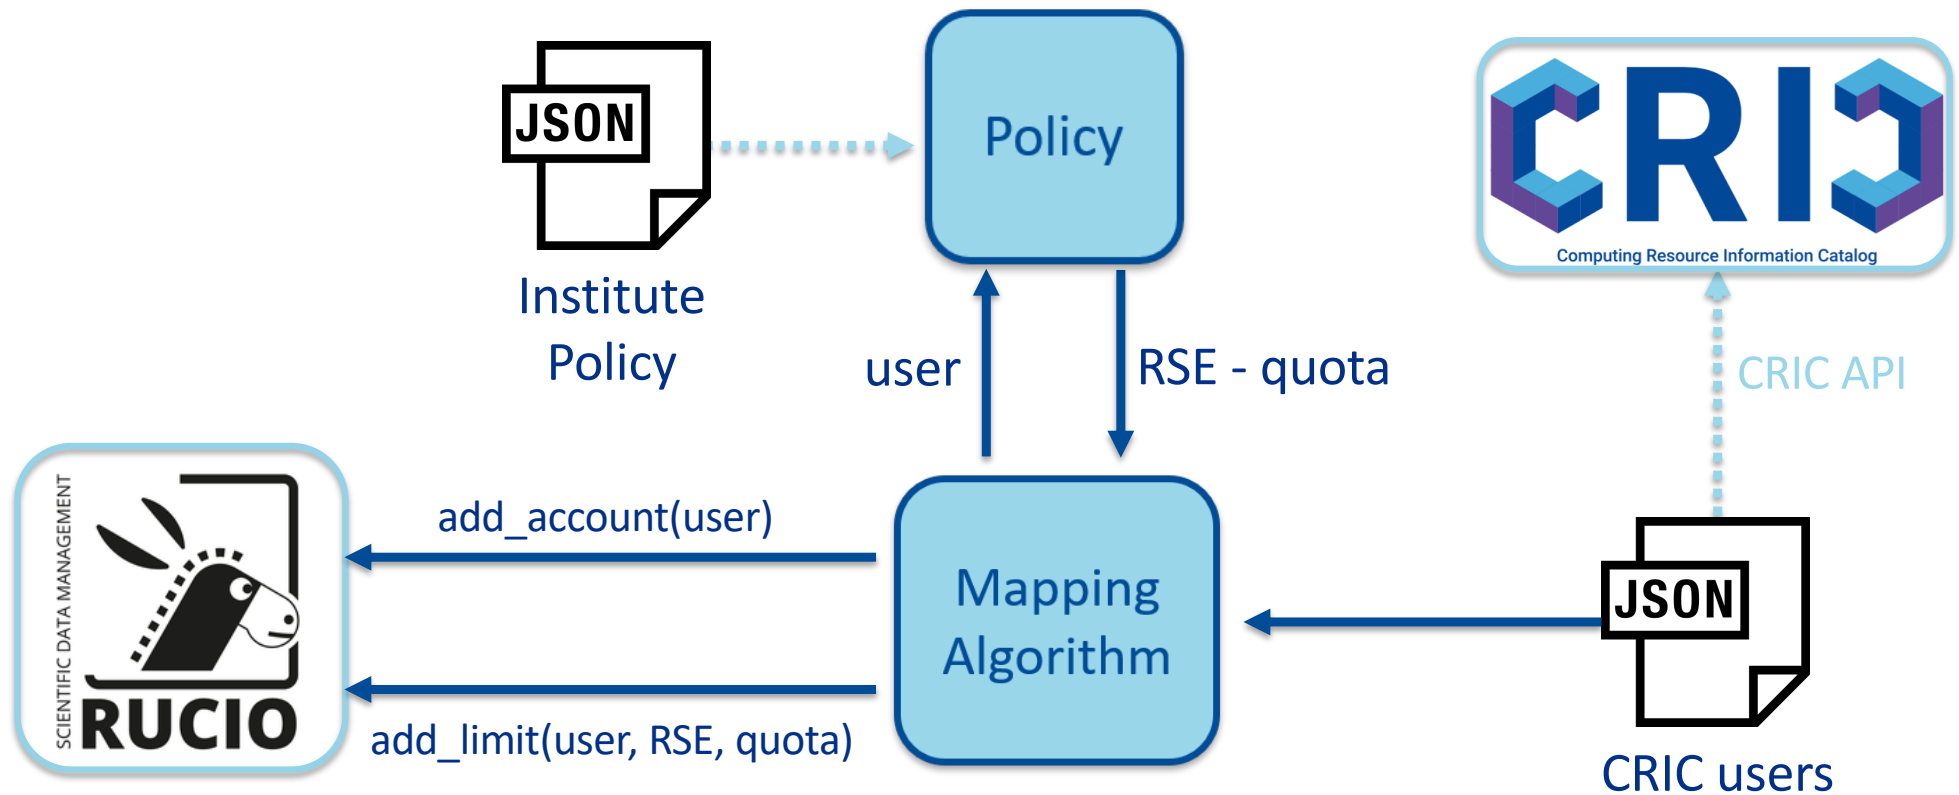 JSON
Institute
Policy
Policy
CRIC
Computing Resource Information Catalog
user
RSE - quota
CRIC API
SCIENTIFIC DATA MANAGEMENT
RUCIO
add_account(user)
add_limit(user, RSE, quota)
Mapping
Algorithm
JSON
CRIC users